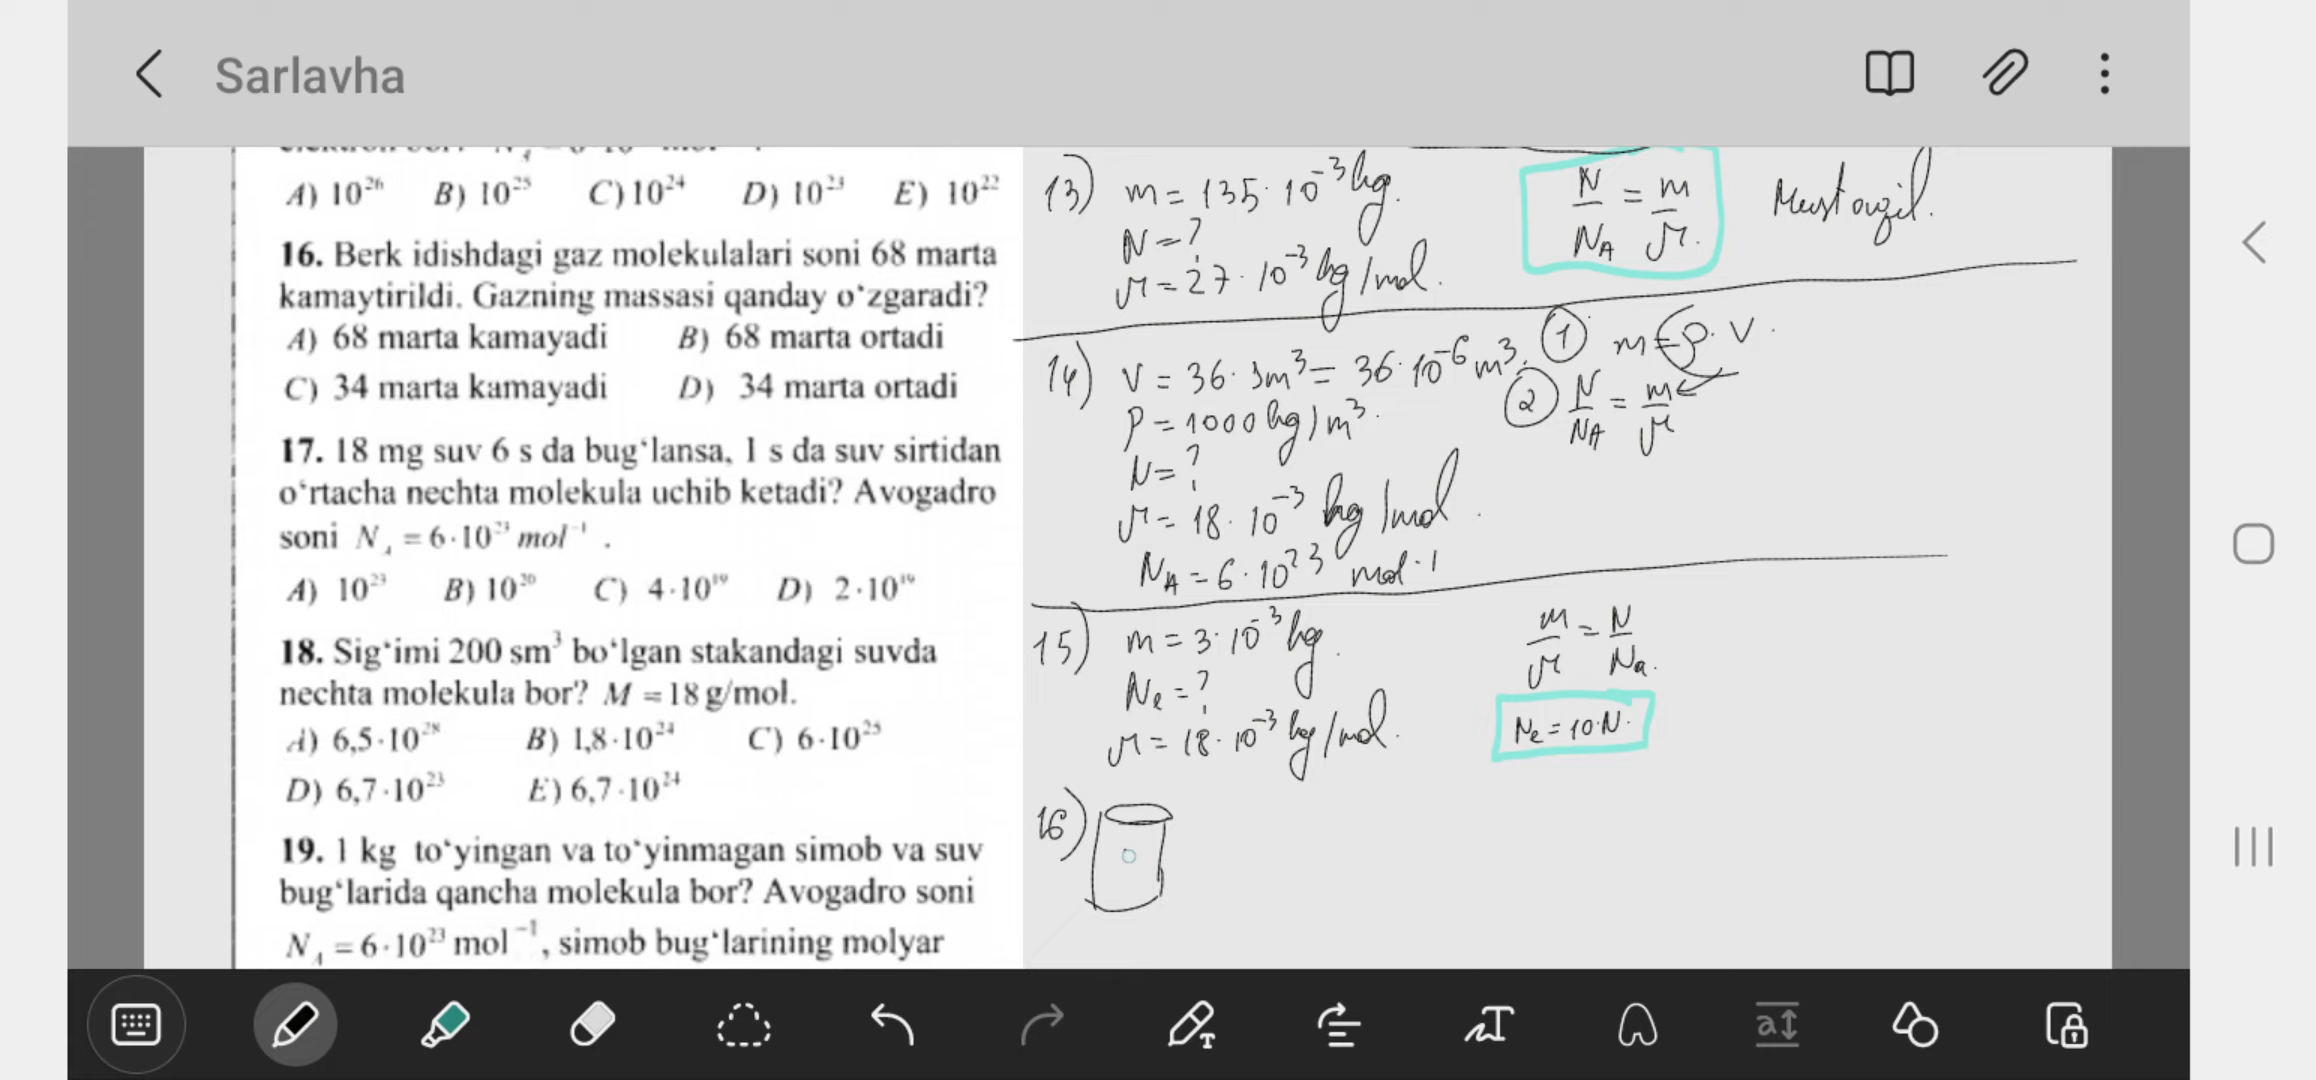 Sarlavha
A) 10²⁶ B) 10²⁵ C) 10²⁴ D) 10²³ E) 10²²
16. Berk idishdagi gaz molekulalari soni 68 marta
kamaytirildi. Gazning massasi qanday o‘zgaradi?
A) 68 marta kamayadi B) 68 marta ortadi
C) 34 marta kamayadi D) 34 marta ortadi
17. 18 mg suv 6 s da bug‘lansa, 1 s da suv sirtidan
o‘rtacha nechta molekula uchib ketadi? Avogadro
soni N_A = 6·10²³ mol⁻¹ .
A) 10²³ B) 10²⁰ C) 4·10¹⁹ D) 2·10¹⁹
18. Sig‘imi 200 sm³ bo‘lgan stakandagi suvda
nechta molekula bor? M = 18 g/mol.
A) 6,5·10²⁸ B) 1,8·10²⁴ C) 6·10²⁵
D) 6,7·10²³ E) 6,7·10²⁴
19. 1 kg to‘yingan va to‘yinmagan simob va suv
bug‘larida qancha molekula bor? Avogadro soni
N_A = 6·10²³ mol⁻¹, simob bug‘larining molyar
13) m = 135·10⁻³ kg.
N = ?
μ = 27·10⁻³ kg/mol.
N/N_A = m/μ.
Mustaqil.
14) V = 36·sm³ = 36·10⁻⁶ m³.
ρ = 1000 kg/m³.
N = ?
μ = 18·10⁻³ kg/mol.
N_A = 6·10²³ mol⁻¹
① m = ρ·V.
② N/N_A = m/μ
15) m = 3·10⁻³ kg.
N_e = ?
μ = 18·10⁻³ kg/mol.
m/μ = N/N_a.
N_e = 10·N.
16)